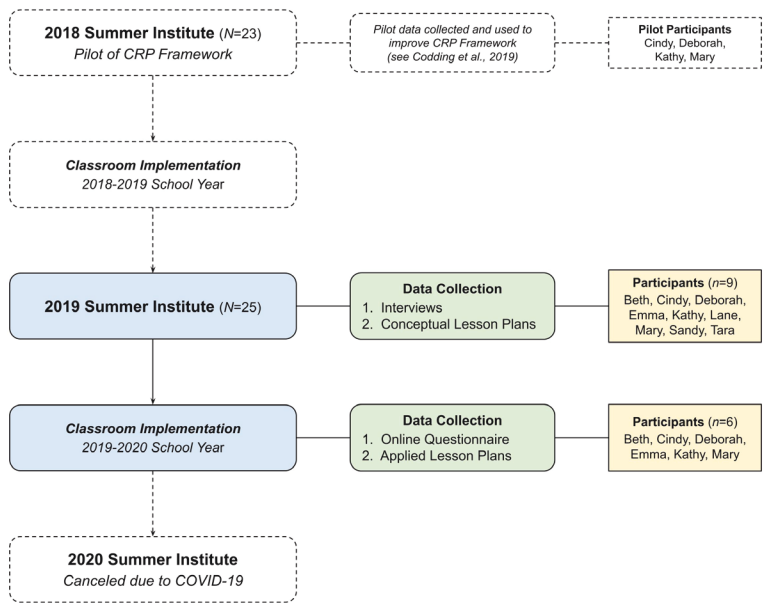 2018 Summer Institute (N=23)
Pilot of CRP Framework
Pilot data collected and used to
improve CRP Framework
(see Codding et al., 2019)
Pilot Participants
Cindy, Deborah,
Kathy, Mary
Classroom Implementation
2018-2019 School Year
2019 Summer Institute (N=25)
Data Collection
1. Interviews
2. Conceptual Lesson Plans
Participants (n=9)
Beth, Cindy, Deborah,
Emma, Kathy, Lane,
Mary, Sandy, Tara
Classroom Implementation
2019-2020 School Year
Data Collection
1. Online Questionnaire
2. Applied Lesson Plans
Participants (n=6)
Beth, Cindy, Deborah,
Emma, Kathy, Mary
2020 Summer Institute
Canceled due to COVID-19